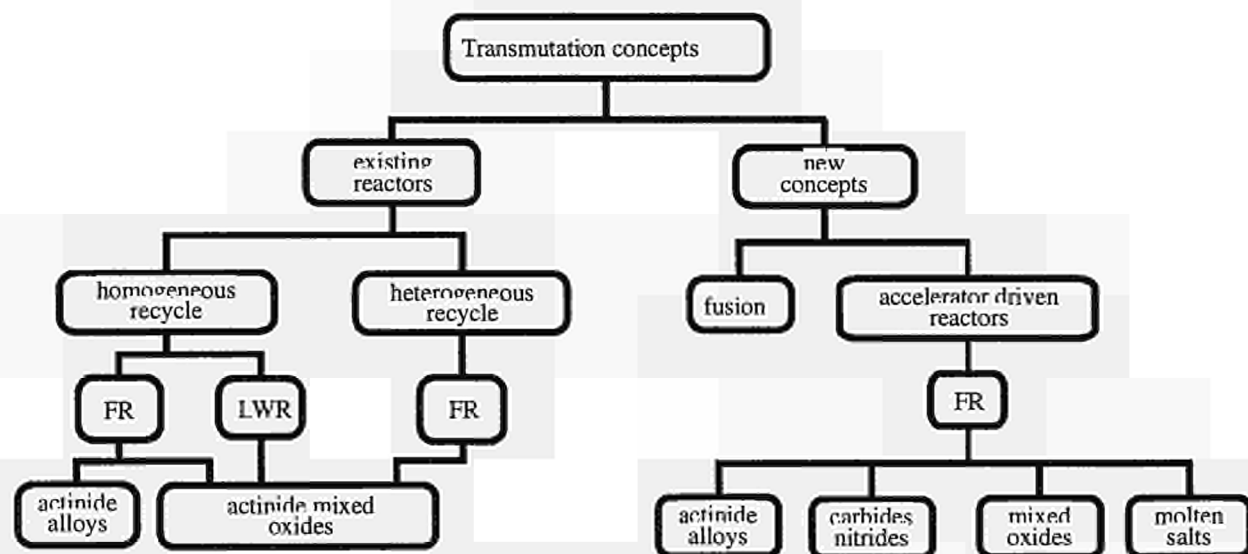 Transmutation concepts
existing
reactors
new
concepts
homogeneous
recycle
heterogeneous
recycle
fusion
accelerator driven
reactors
FR
LWR
FR
FR
actinide
alloys
actinide mixed
oxides
actinide
alloys
carbides
nitrides
mixed
oxides
molten
salts